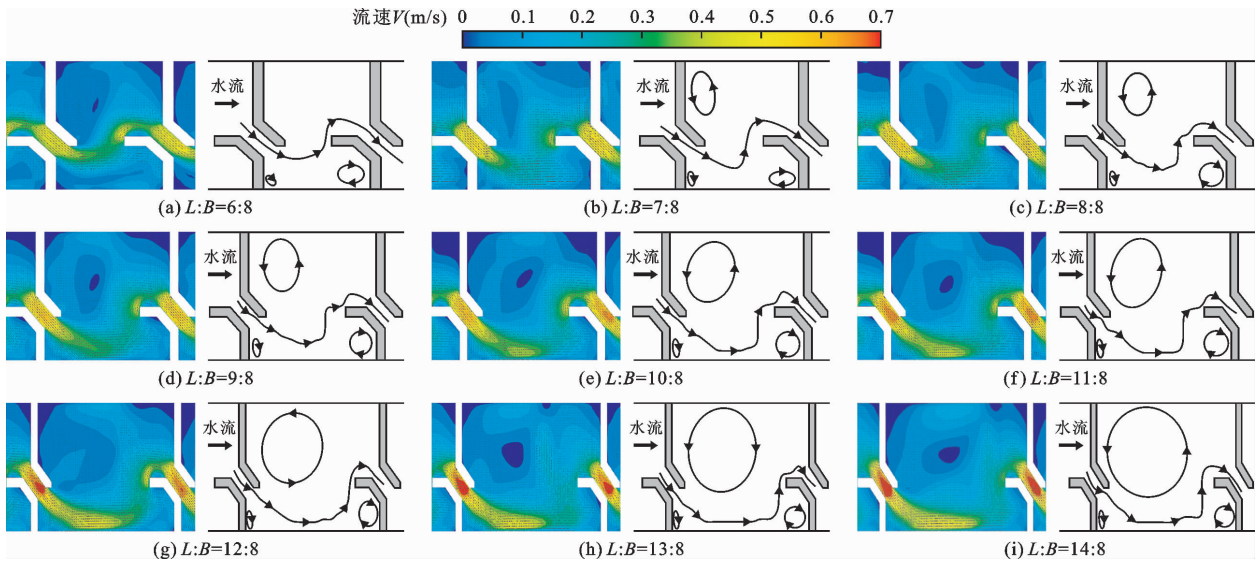 流速V(m/s)
0 0.1 0.2 0.3 0.4 0.5 0.6 0.7
水流 水流 水流
(a) L:B=6:8 (b) L:B=7:8 (c) L:B=8:8
水流 水流 水流
(d) L:B=9:8 (e) L:B=10:8 (f) L:B=11:8
水流 水流 水流
(g) L:B=12:8 (h) L:B=13:8 (i) L:B=14:8